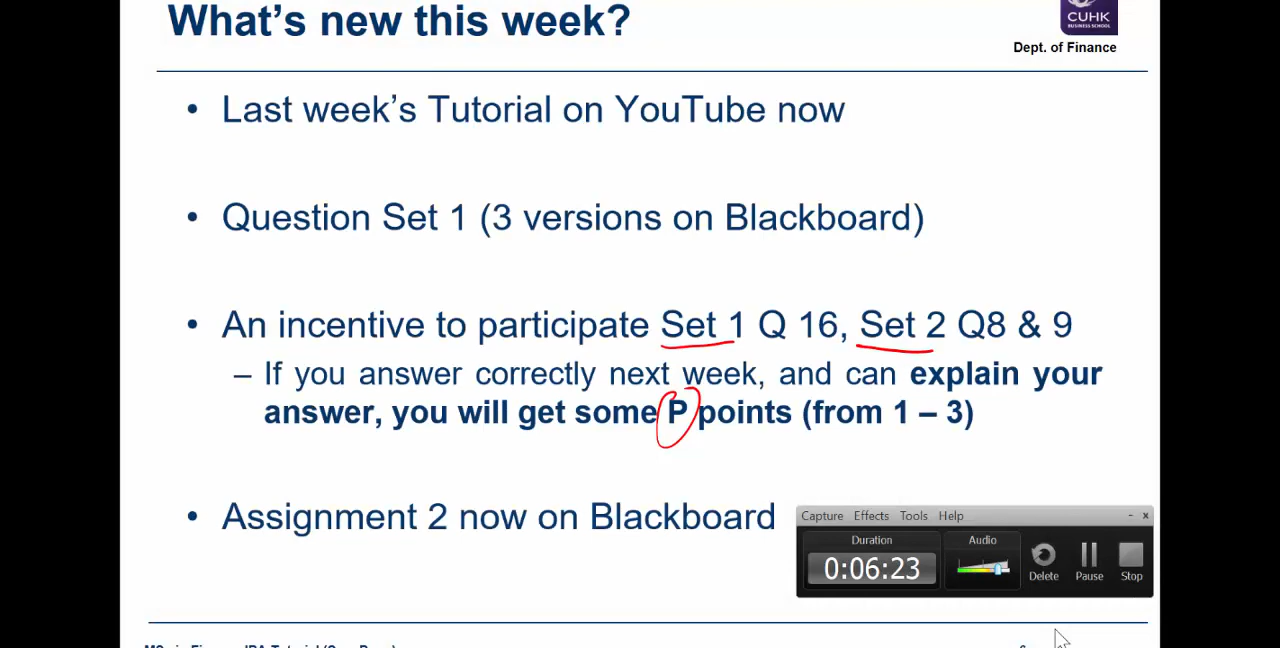 What's new this week?
CUHK
BUSINESS SCHOOL
Dept. of Finance
• Last week's Tutorial on YouTube now
• Question Set 1 (3 versions on Blackboard)
• An incentive to participate Set 1 Q 16, Set 2 Q8 & 9
– If you answer correctly next week, and can explain your
answer, you will get some P points (from 1 – 3)
• Assignment 2 now on Blackboard
Capture Effects Tools Help
Duration Audio
0:06:23
Delete Pause Stop